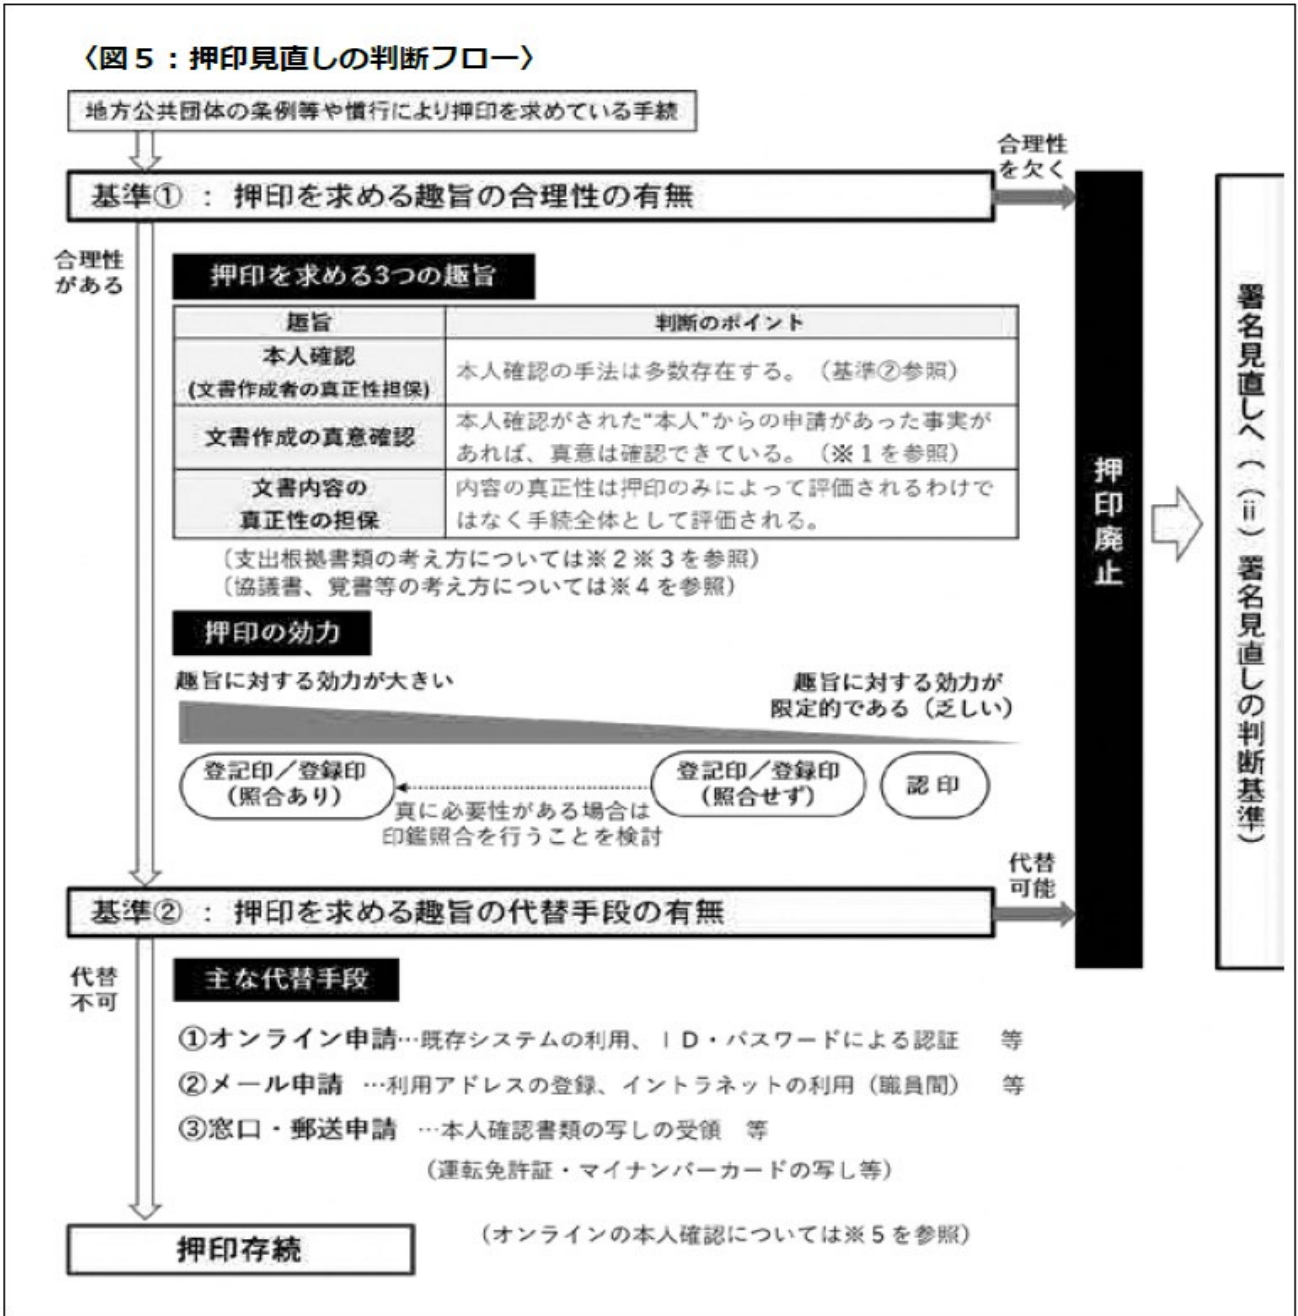 〈図５：押印見直しの判断フロー〉
地方公共団体の条例等や慣行により押印を求めている手続
合理性
を欠く
基準①：押印を求める趣旨の合理性の有無
合理性
がある
押印を求める3つの趣旨
趣旨
判断のポイント
本人確認
(文書作成者の真正性担保)
本人確認の手法は多数存在する。（基準②参照）
文書作成の真意確認
本人確認がされた“本人”からの申請があった事実が
あれば、真意は確認できている。（※１を参照）
文書内容の
真正性の担保
内容の真正性は押印のみによって評価されるわけで
はなく手続全体として評価される。
（支出根拠書類の考え方については※２※３を参照）
（協議書、覚書等の考え方については※４を参照）
押印の効力
趣旨に対する効力が大きい
趣旨に対する効力が
限定的である（乏しい）
登記印／登録印
（照合あり）
登記印／登録印
（照合せず）
認印
真に必要性がある場合は
印鑑照合を行うことを検討
代替
可能
基準②：押印を求める趣旨の代替手段の有無
代替
不可
主な代替手段
①オンライン申請…既存システムの利用、ＩＤ・パスワードによる認証　等
②メール申請　…利用アドレスの登録、イントラネットの利用（職員間）　等
③窓口・郵送申請　…本人確認書類の写しの受領　等
（運転免許証・マイナンバーカードの写し等）
（オンラインの本人確認については※５を参照）
押印存続
押印廃止
署名見直しへ（（ⅱ）署名見直しの判断基準）